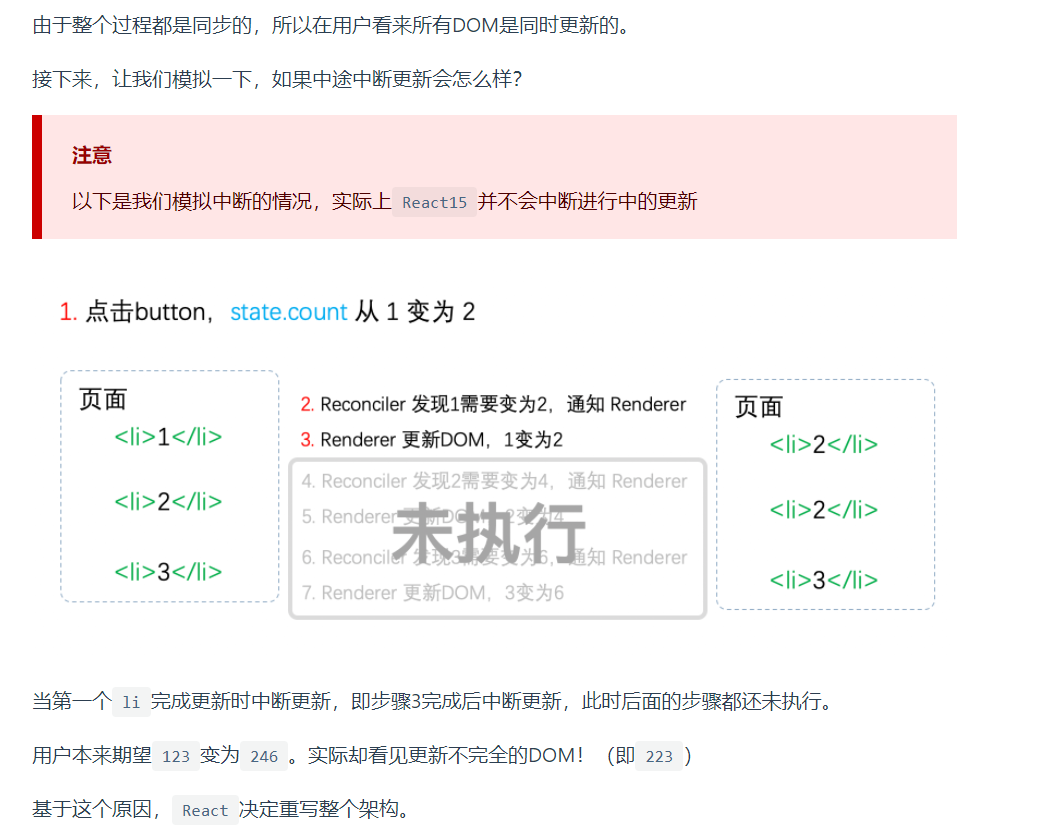 由于整个过程都是同步的，所以在用户看来所有DOM是同时更新的。
接下来，让我们模拟一下，如果中途中断更新会怎么样？
注意
以下是我们模拟中断的情况，实际上 React15 并不会中断进行中的更新
1. 点击button，state.count 从 1 变为 2
页面
<li>1</li>
<li>2</li>
<li>3</li>
2. Reconciler 发现1需要变为2，通知 Renderer
3. Renderer 更新DOM，1变为2
4. Reconciler 发现2需要变为4，通知 Renderer
5. Renderer 更新DOM，2变为4
未执行
6. Reconciler 发现3需要变为6，通知 Renderer
7. Renderer 更新DOM，3变为6
页面
<li>2</li>
<li>2</li>
<li>3</li>
当第一个 li 完成更新时中断更新，即步骤3完成后中断更新，此时后面的步骤都还未执行。
用户本来期望 123 变为 246 。实际却看见更新不完全的DOM！（即 223 ）
基于这个原因， React 决定重写整个架构。